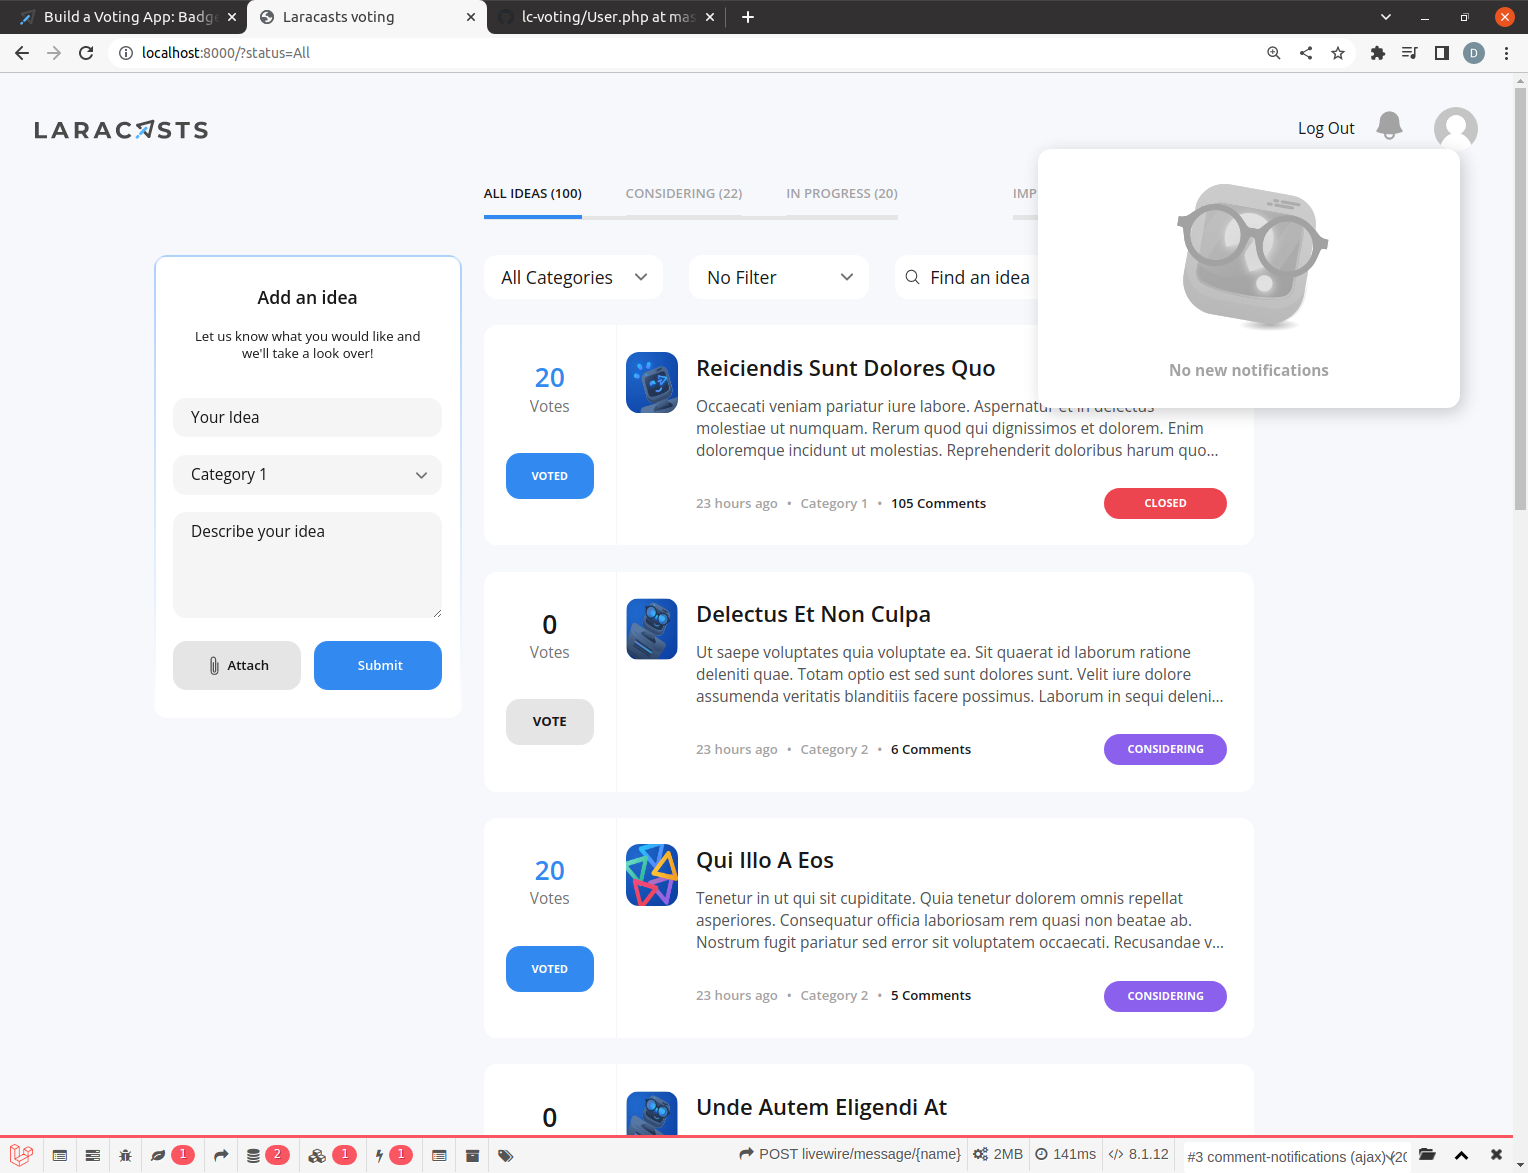 Build a Voting App: Badge
Laracasts voting
lc-voting/User.php at mas
localhost:8000/?status=All
D
LARACASTS
Log Out
ALL IDEAS (100)
CONSIDERING (22)
IN PROGRESS (20)
IMP
No new notifications
Add an idea
Let us know what you would like and
we'll take a look over!
Your Idea
Category 1
Describe your idea
Attach
Submit
All Categories
No Filter
Find an idea
20
Votes
VOTED
Reiciendis Sunt Dolores Quo
Occaecati veniam pariatur iure labore. Aspernatur et in delectus
molestiae ut numquam. Rerum quod qui dignissimos et dolorem. Enim
doloremque incidunt ut molestias. Reprehenderit doloribus harum quo...
23 hours ago • Category 1 • 105 Comments
CLOSED
0
Votes
VOTE
Delectus Et Non Culpa
Ut saepe voluptates quia voluptate ea. Sit quaerat id laborum ratione
deleniti quae. Totam optio est sed sunt dolores sunt. Velit iure dolore
assumenda veritatis blanditiis facere possimus. Laborum in sequi deleni...
23 hours ago • Category 2 • 6 Comments
CONSIDERING
20
Votes
VOTED
Qui Illo A Eos
Tenetur in ut qui sit cupiditate. Quia tenetur dolorem omnis repellat
asperiores. Consequatur officia laboriosam rem quasi non beatae ab.
Nostrum fugit pariatur sed error sit voluptatem occaecati. Recusandae v...
23 hours ago • Category 2 • 5 Comments
CONSIDERING
0
Unde Autem Eligendi At
1
2
1
1
POST livewire/message/{name}
2MB
141ms
8.1.12
#3 comment-notifications (ajax) (20